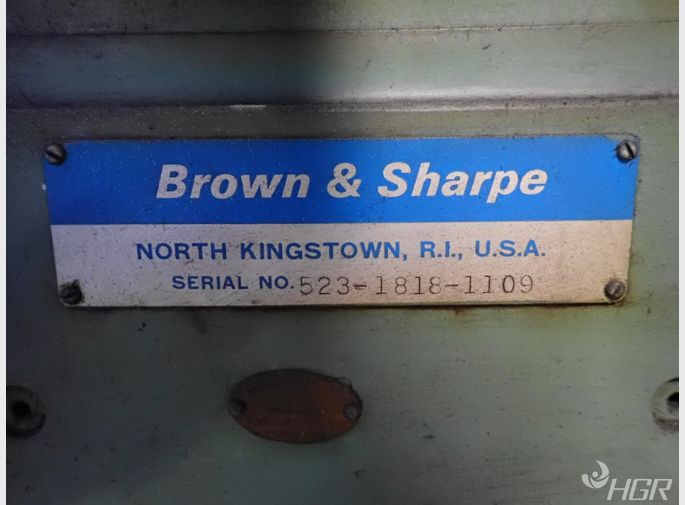 Brown & Sharpe
NORTH KINGSTOWN, R.I., U.S.A.
SERIAL NO. 523-1818-1109
HGR